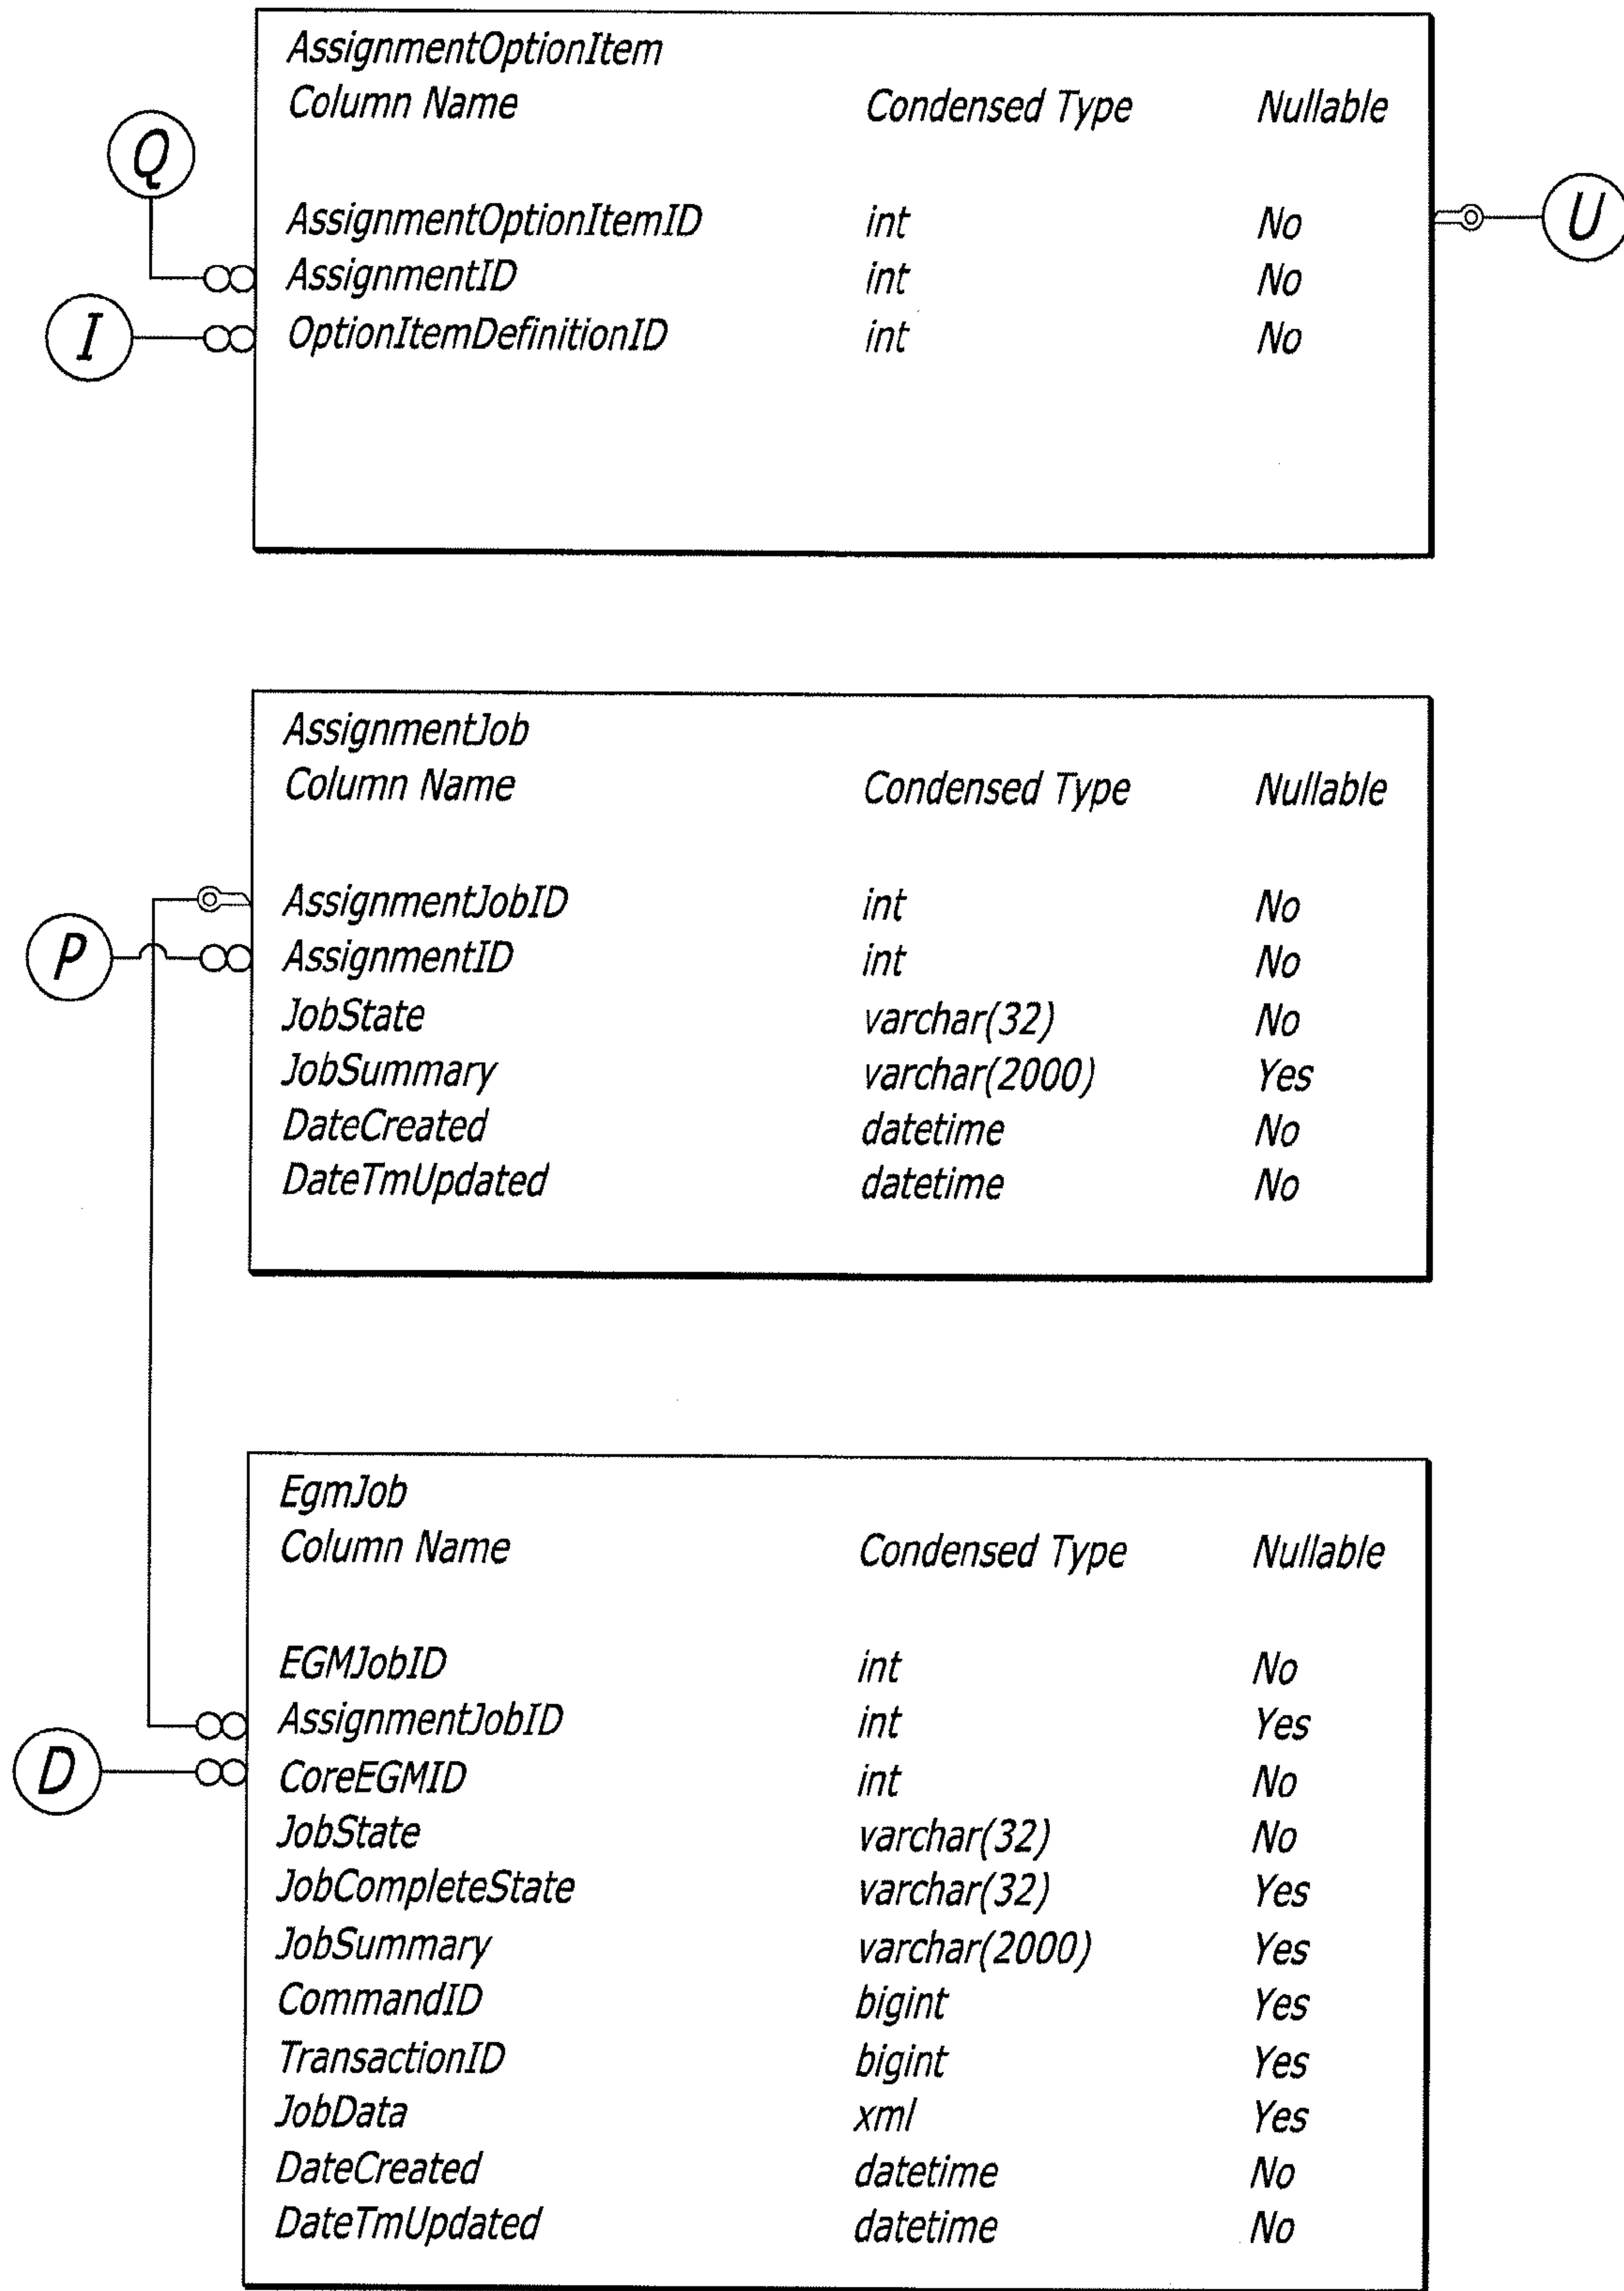 AssignmentOptionItem
Column Name Condensed Type Nullable
Q
AssignmentOptionItemID int No
U
AssignmentID int No
I
OptionItemDefinitionID int No
AssignmentJob
Column Name Condensed Type Nullable
AssignmentJobID int No
P
AssignmentID int No
JobState varchar(32) No
JobSummary varchar(2000) Yes
DateCreated datetime No
DateTmUpdated datetime No
EgmJob
Column Name Condensed Type Nullable
EGMJobID int No
AssignmentJobID int Yes
D
CoreEGMID int No
JobState varchar(32) No
JobCompleteState varchar(32) Yes
JobSummary varchar(2000) Yes
CommandID bigint Yes
TransactionID bigint Yes
JobData xml Yes
DateCreated datetime No
DateTmUpdated datetime No